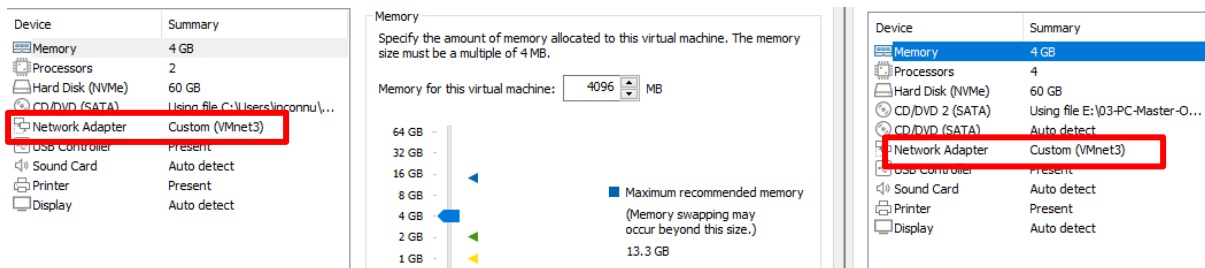 Device Summary
Memory 4 GB
Processors 2
Hard Disk (NVMe) 60 GB
CD/DVD (SATA) Using file C:\Users\inconnu\...
Network Adapter Custom (VMnet3)
USB Controller Present
Sound Card Auto detect
Printer Present
Display Auto detect
Memory
Specify the amount of memory allocated to this virtual machine. The memory
size must be a multiple of 4 MB.
Memory for this virtual machine: 4096 MB
64 GB
32 GB
16 GB
8 GB
4 GB
2 GB
1 GB
Maximum recommended memory
(Memory swapping may
occur beyond this size.)
13.3 GB
Device Summary
Memory 4 GB
Processors 4
Hard Disk (NVMe) 60 GB
CD/DVD 2 (SATA) Using file E:\03-PC-Master-O...
CD/DVD (SATA) Auto detect
Network Adapter Custom (VMnet3)
USB Controller Present
Sound Card Auto detect
Printer Present
Display Auto detect